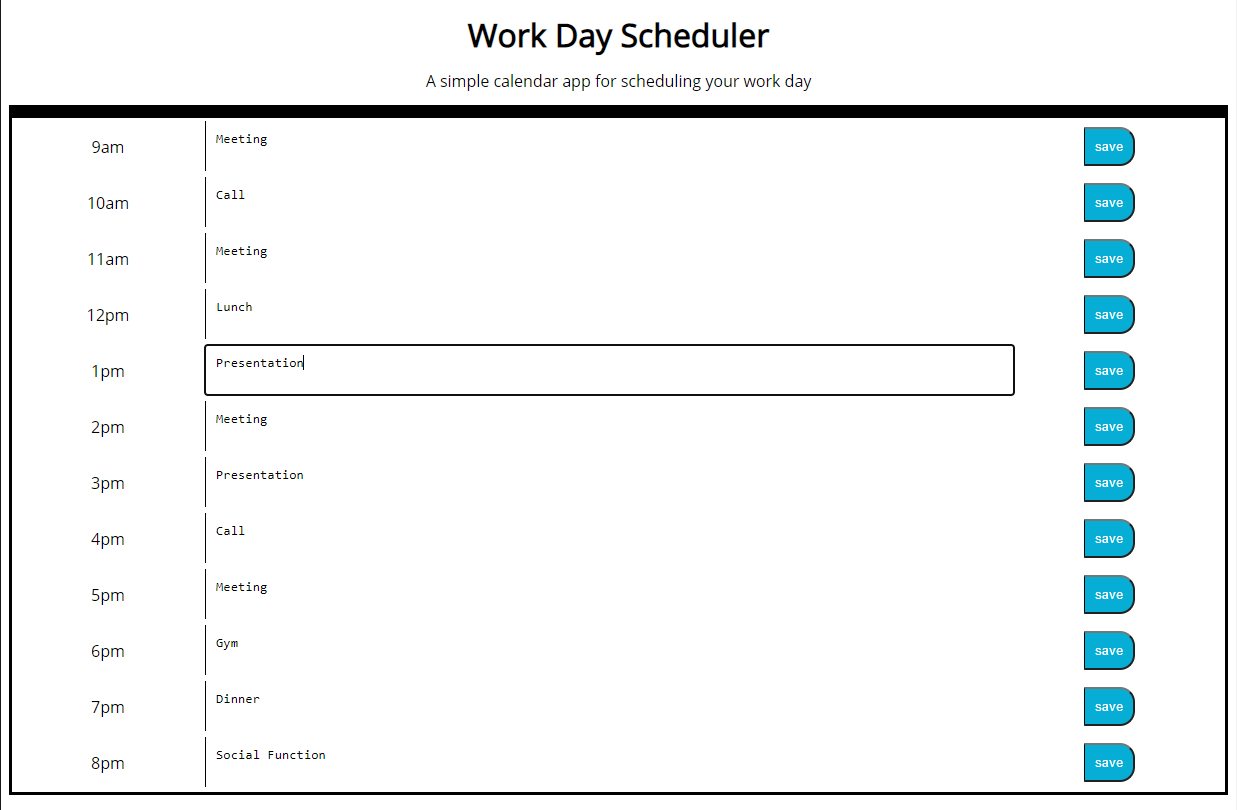 Work Day Scheduler
A simple calendar app for scheduling your work day
9am Meeting save
10am Call save
11am Meeting save
12pm Lunch save
1pm Presentation save
2pm Meeting save
3pm Presentation save
4pm Call save
5pm Meeting save
6pm Gym save
7pm Dinner save
8pm Social Function save